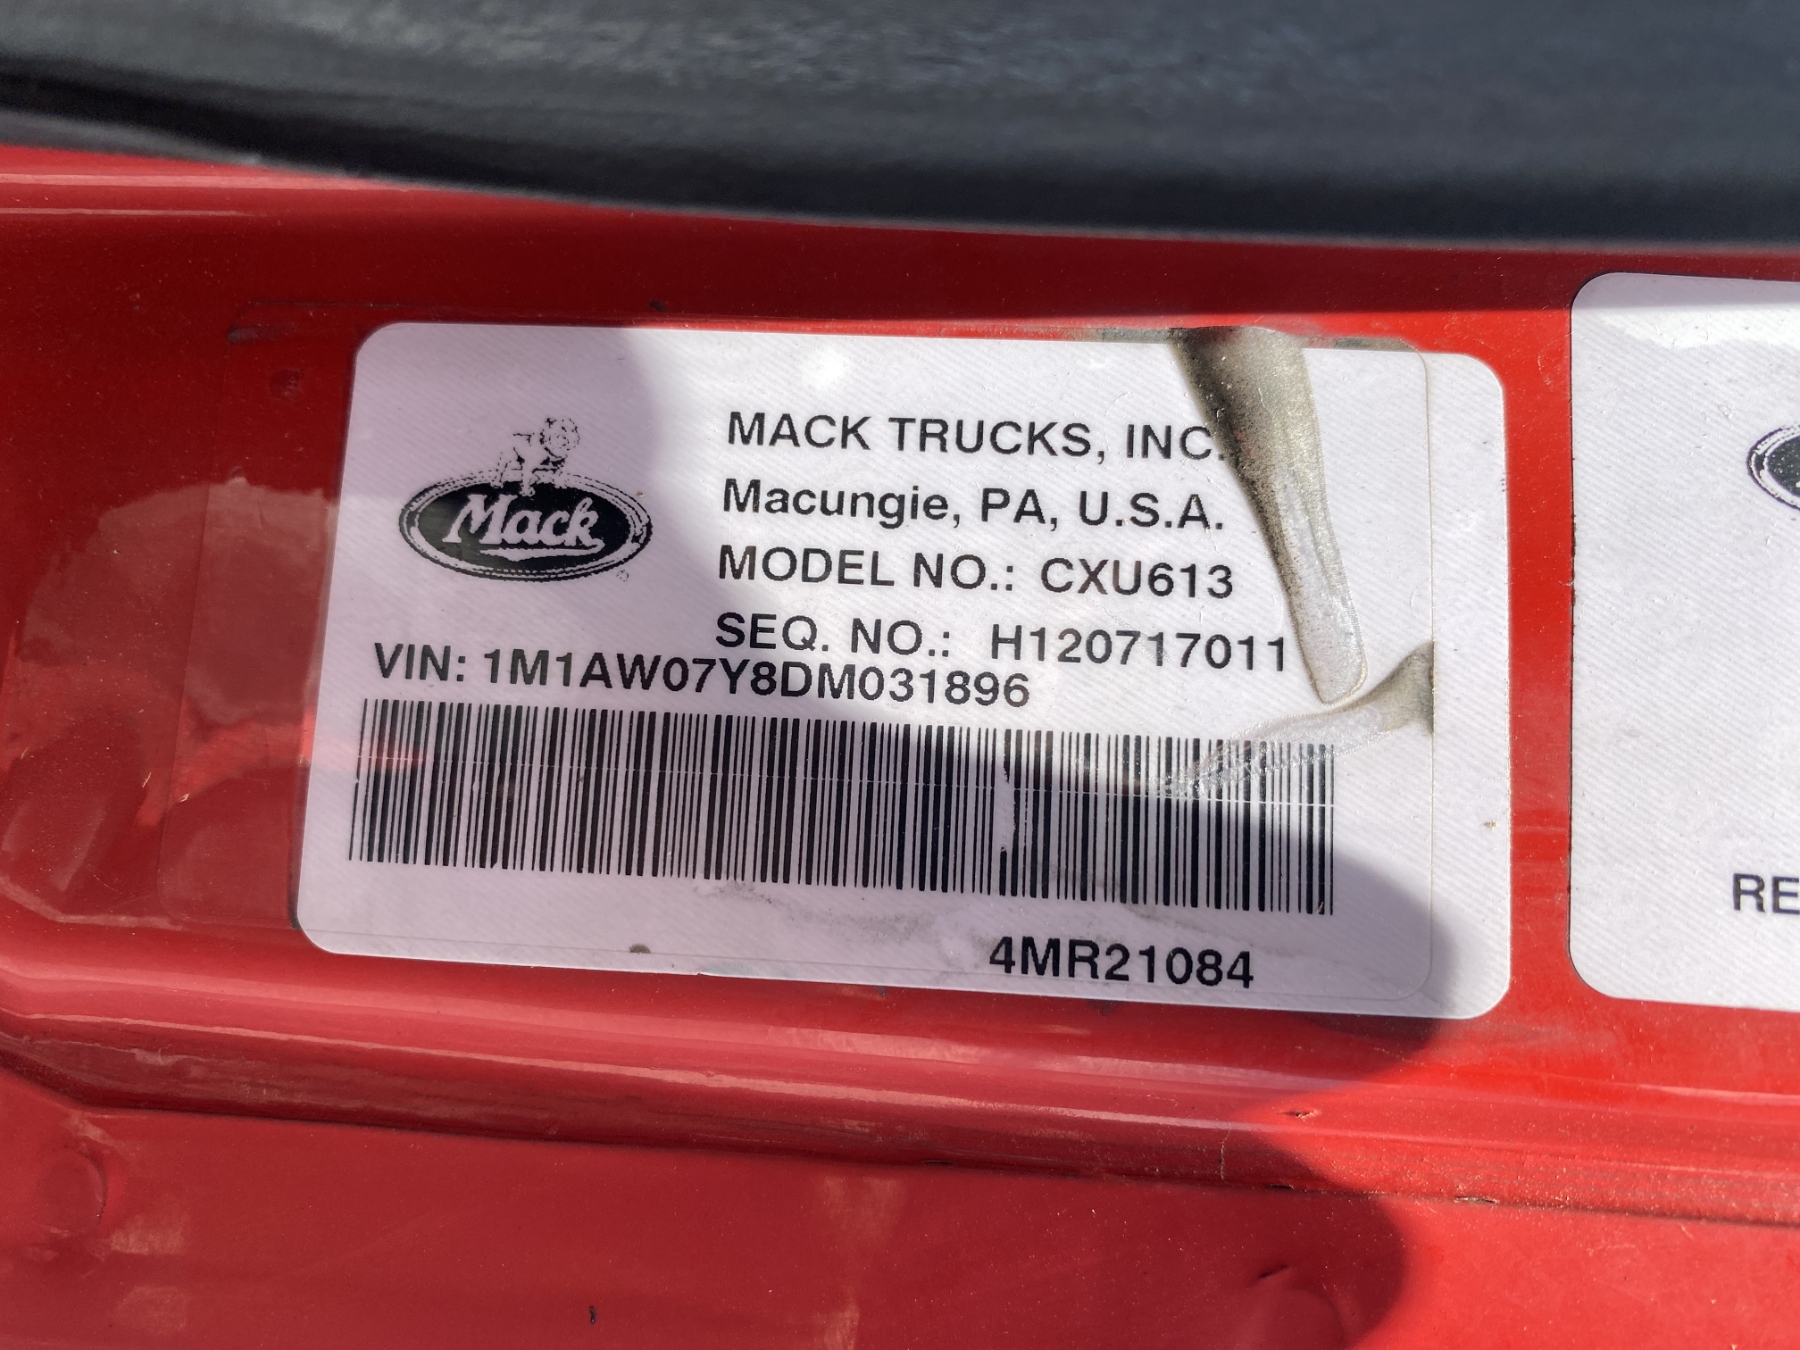 Mack
MACK TRUCKS, INC.
Macungie, PA, U.S.A.
MODEL NO.: CXU613
SEQ. NO.: H120717011
VIN: 1M1AW07Y8DM031896
4MR21084
RE